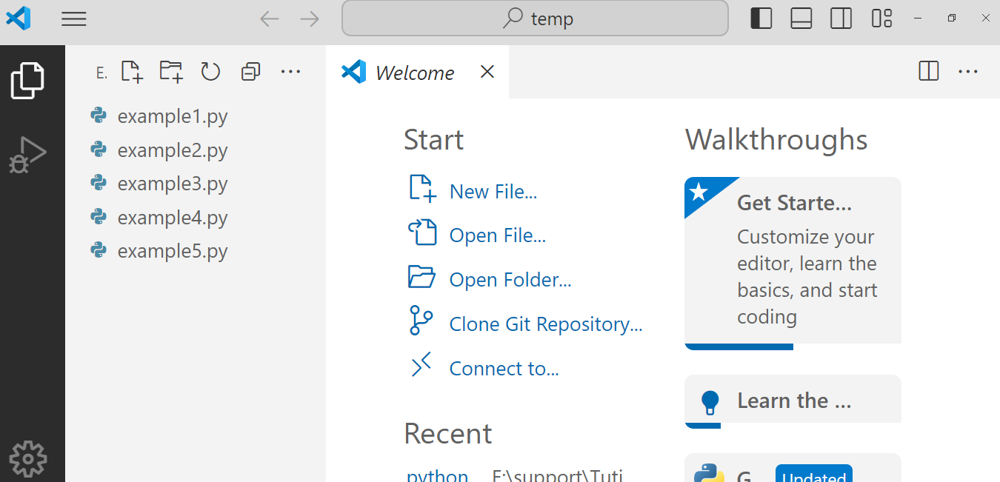 temp
E.
Welcome
example1.py
example2.py
example3.py
example4.py
example5.py
Start
New File...
Open File...
Open Folder...
Clone Git Repository...
Connect to...
Recent
python E:\support\Tuti
Walkthroughs
Get Starte...
Customize your
editor, learn the
basics, and start
coding
Learn the ...
G Updated